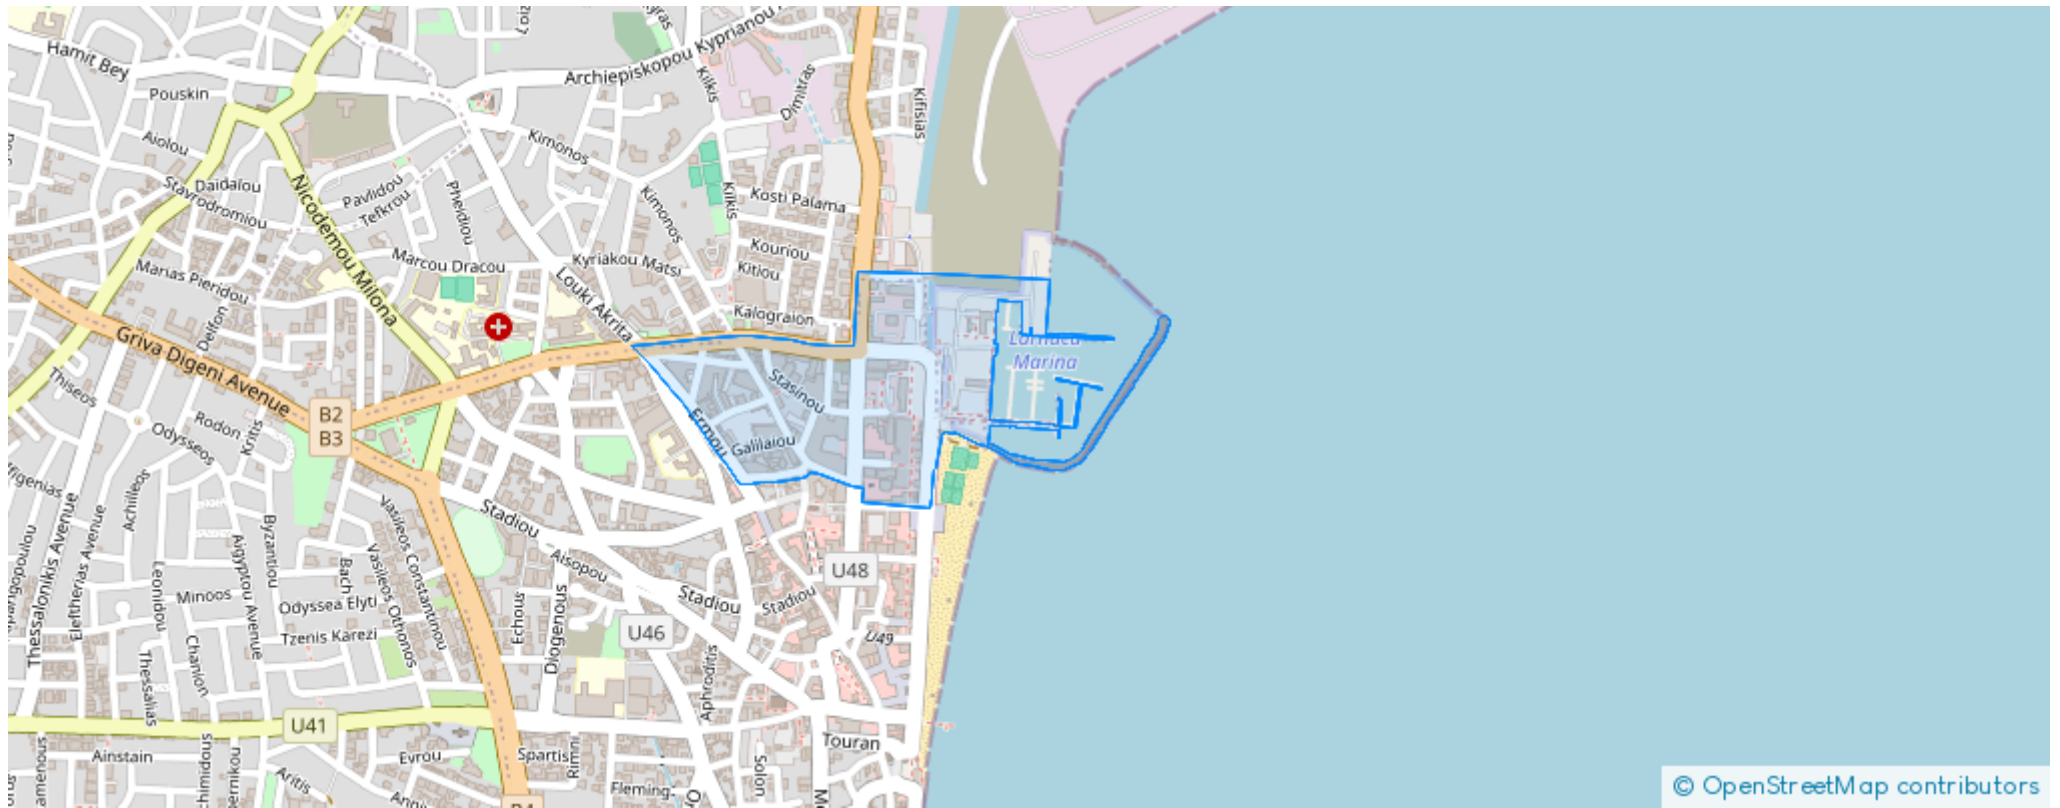 Hamit Bey
Archiepiskopou Kyprianou
Pouskin
Kilkis
Dimitras
Kifisias
Aiolou
Kimonos
Daidalou
Stavrodromiou
Nicodemou Milona
Pavlidou
Tefkrou
Pheidiou
Kimonos
Kilkis
Kosti Palama
Marcou Dracou
Kyriakou Matsi
Kouriou
Kitiou
Marias Pieridou
Louki Akrita
Kalograion
Delfon
Griva Digeni Avenue
Larnaca
Marina
Thiseos
B2
B3
Rodon
Kritis
Odysseos
Stasinou
Ermou
Galilaiou
Achilleos
Thessalonikis Avenue
Eleftherias Avenue
Byzantiou
Aigyptou Avenue
Vasileos Constantinou
Vasileos Othonos
Stadiou
Aisopou
Leonidou
Bach
Minoos
Odyssea Elyti
Tzenis Karezi
Echous
Diogenous
Stadiou
Stadiou
U48
U46
U49
Thessalias
Chanion
Aphroditis
U41
Touran
Ainstain
Evrou
Spartis
Rimni
Solon
Aritis
Fleming
© OpenStreetMap contributors